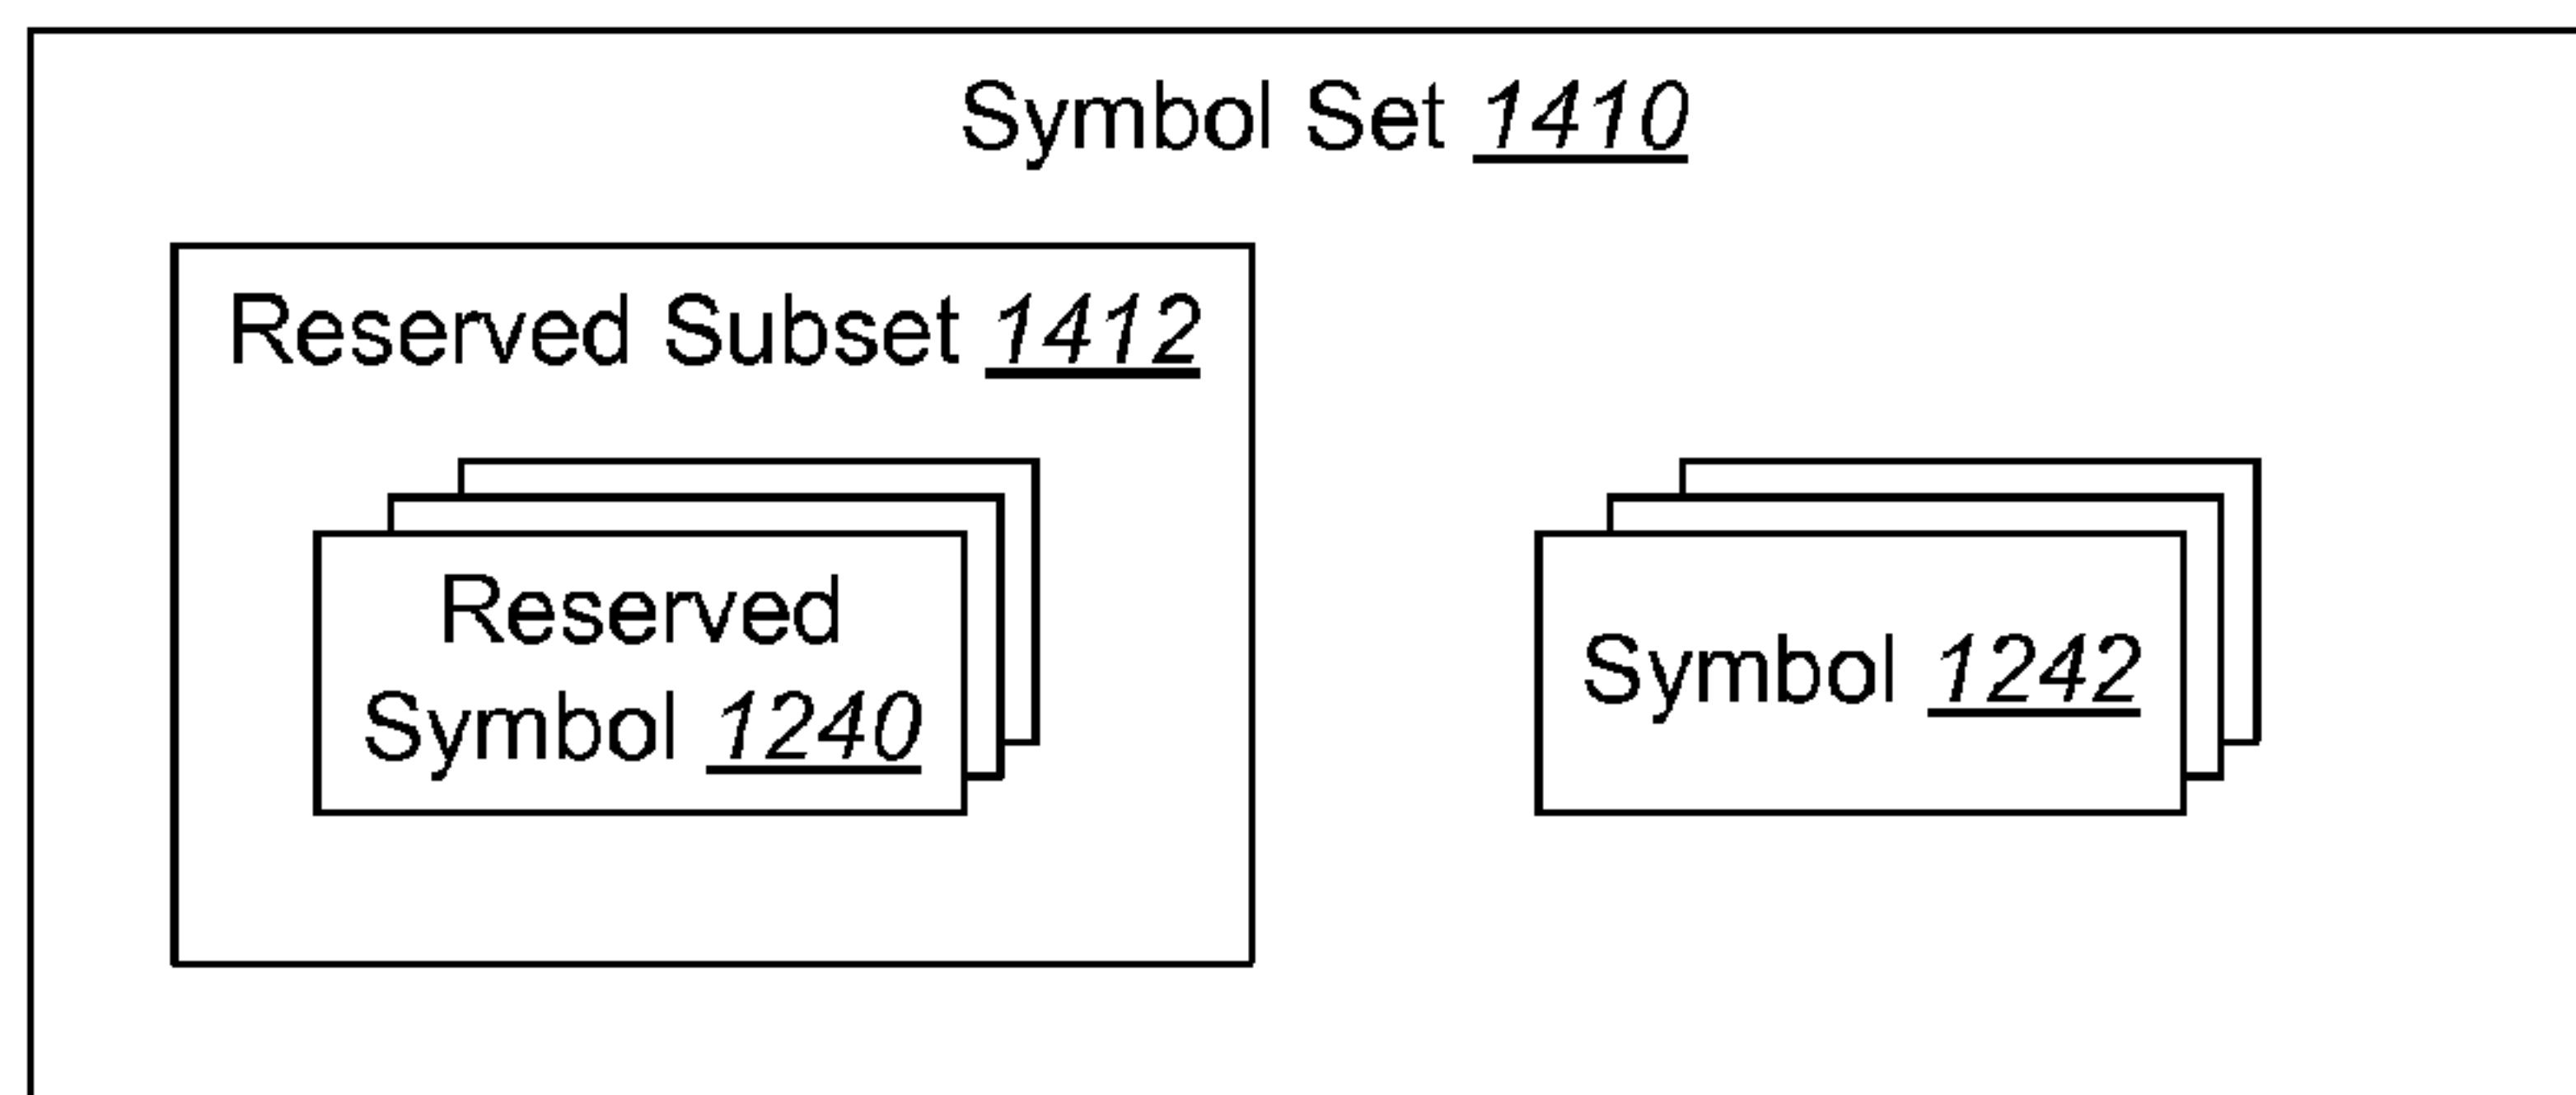 Symbol Set 1410
Reserved Subset 1412
Reserved
Symbol 1240
Symbol 1242